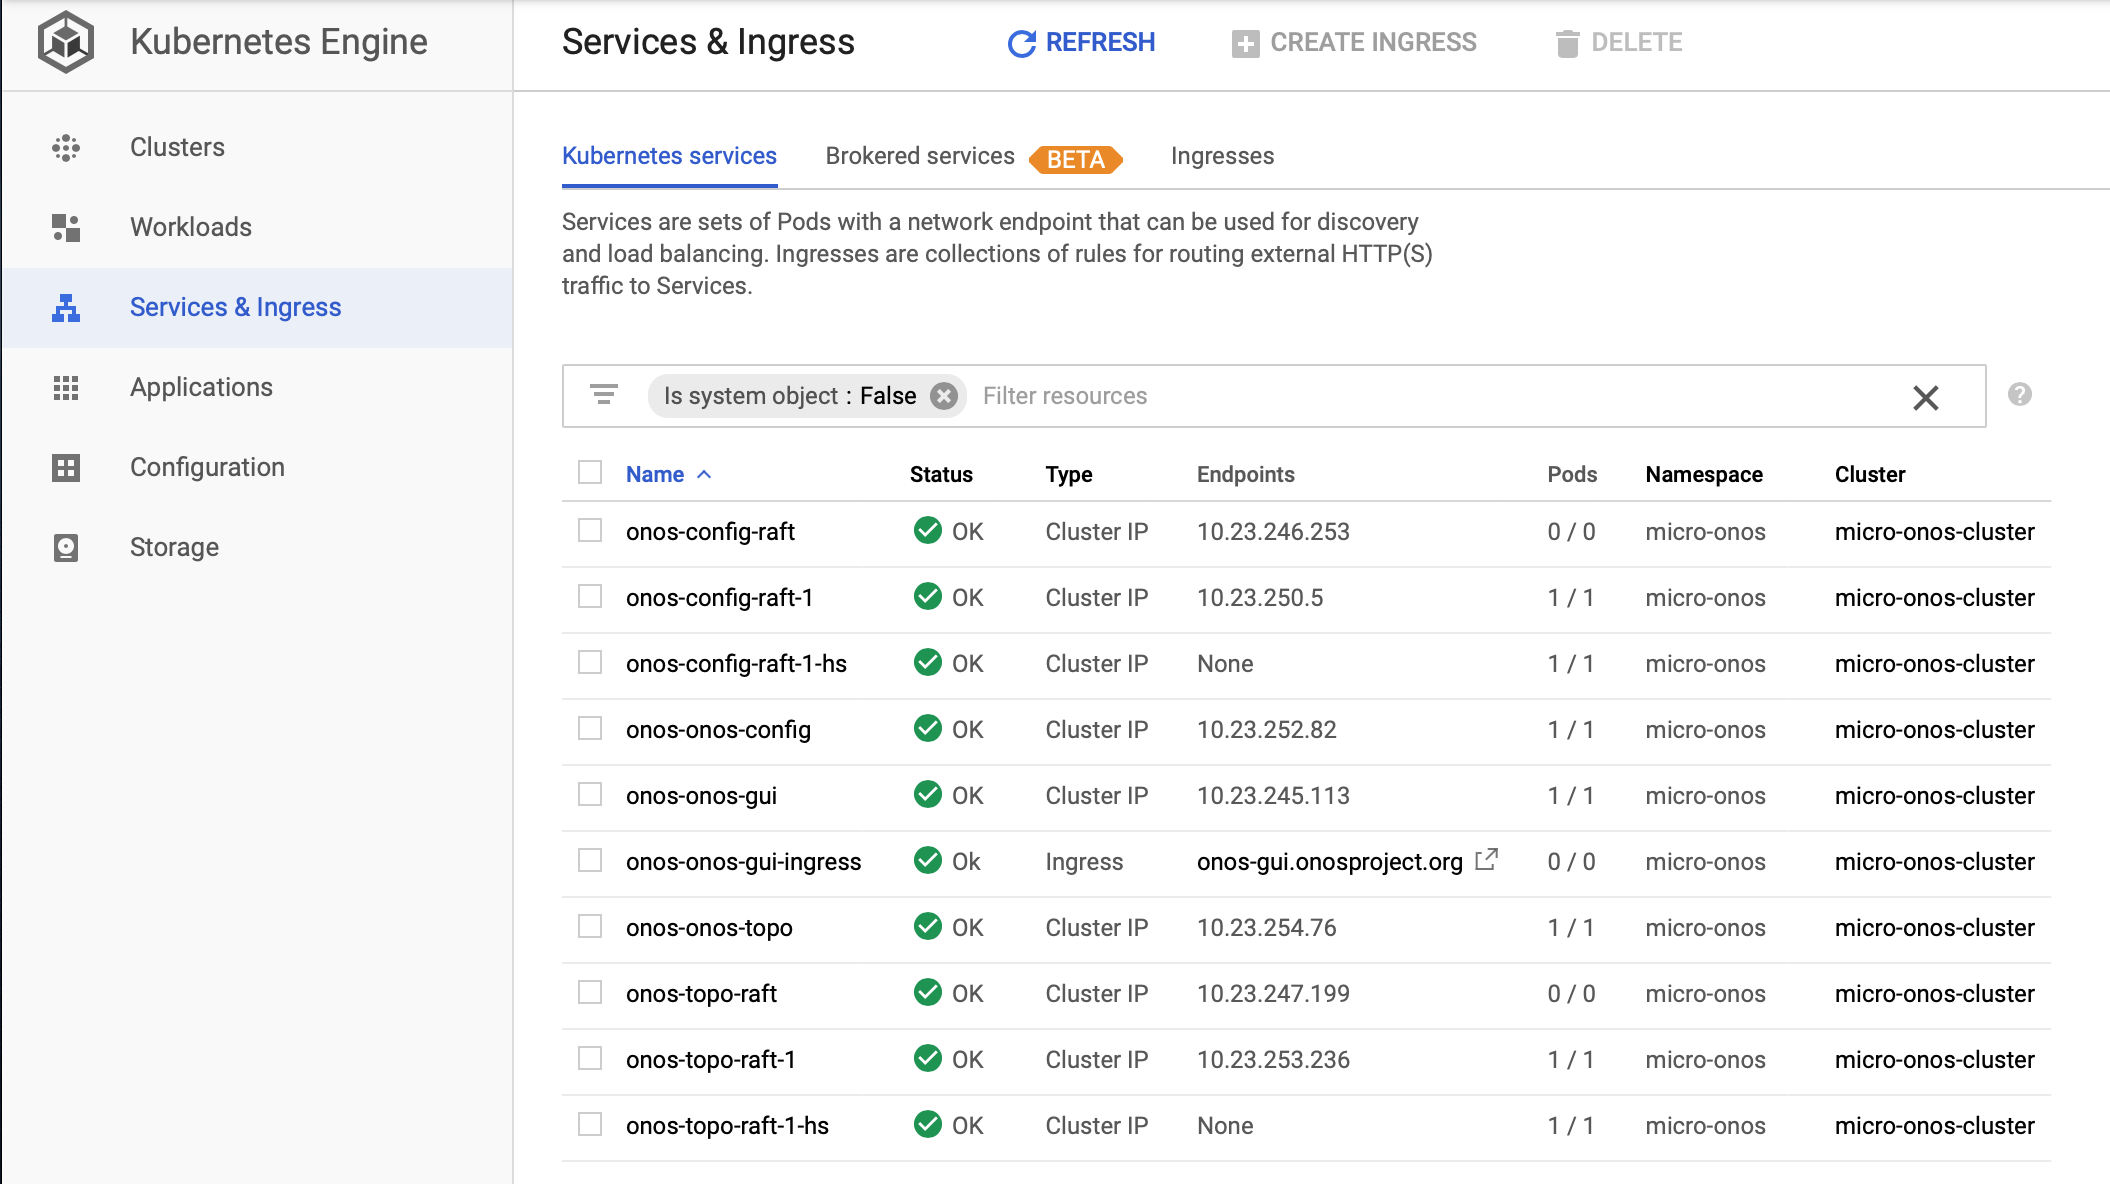 Kubernetes Engine
Services & Ingress
REFRESH
CREATE INGRESS
DELETE
Clusters
Workloads
Services & Ingress
Applications
Configuration
Storage
Kubernetes services
Brokered services
BETA
Ingresses
Services are sets of Pods with a network endpoint that can be used for discovery
and load balancing. Ingresses are collections of rules for routing external HTTP(S)
traffic to Services.
Is system object : False Filter resources
Name Status Type Endpoints Pods Namespace Cluster
onos-config-raft OK Cluster IP 10.23.246.253 0 / 0 micro-onos micro-onos-cluster
onos-config-raft-1 OK Cluster IP 10.23.250.5 1 / 1 micro-onos micro-onos-cluster
onos-config-raft-1-hs OK Cluster IP None 1 / 1 micro-onos micro-onos-cluster
onos-onos-config OK Cluster IP 10.23.252.82 1 / 1 micro-onos micro-onos-cluster
onos-onos-gui OK Cluster IP 10.23.245.113 1 / 1 micro-onos micro-onos-cluster
onos-onos-gui-ingress Ok Ingress onos-gui.onosproject.org 0 / 0 micro-onos micro-onos-cluster
onos-onos-topo OK Cluster IP 10.23.254.76 1 / 1 micro-onos micro-onos-cluster
onos-topo-raft OK Cluster IP 10.23.247.199 0 / 0 micro-onos micro-onos-cluster
onos-topo-raft-1 OK Cluster IP 10.23.253.236 1 / 1 micro-onos micro-onos-cluster
onos-topo-raft-1-hs OK Cluster IP None 1 / 1 micro-onos micro-onos-cluster